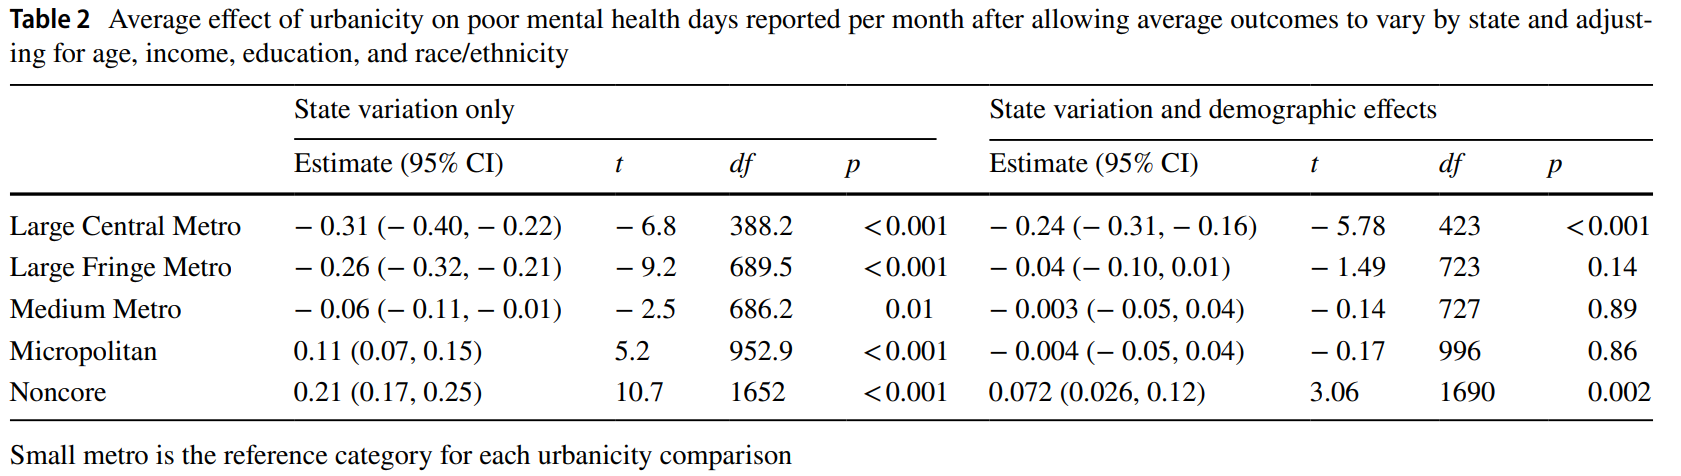 Table 2 Average effect of urbanicity on poor mental health days reported per month after allowing average outcomes to vary by state and adjust-
ing for age, income, education, and race/ethnicity
State variation only State variation and demographic effects
Estimate (95% CI) t df p Estimate (95% CI) t df p
Large Central Metro − 0.31 (− 0.40, − 0.22) − 6.8 388.2 <0.001 − 0.24 (− 0.31, − 0.16) − 5.78 423 <0.001
Large Fringe Metro − 0.26 (− 0.32, − 0.21) − 9.2 689.5 <0.001 − 0.04 (− 0.10, 0.01) − 1.49 723 0.14
Medium Metro − 0.06 (− 0.11, − 0.01) − 2.5 686.2 0.01 − 0.003 (− 0.05, 0.04) − 0.14 727 0.89
Micropolitan 0.11 (0.07, 0.15) 5.2 952.9 <0.001 − 0.004 (− 0.05, 0.04) − 0.17 996 0.86
Noncore 0.21 (0.17, 0.25) 10.7 1652 <0.001 0.072 (0.026, 0.12) 3.06 1690 0.002
Small metro is the reference category for each urbanicity comparison